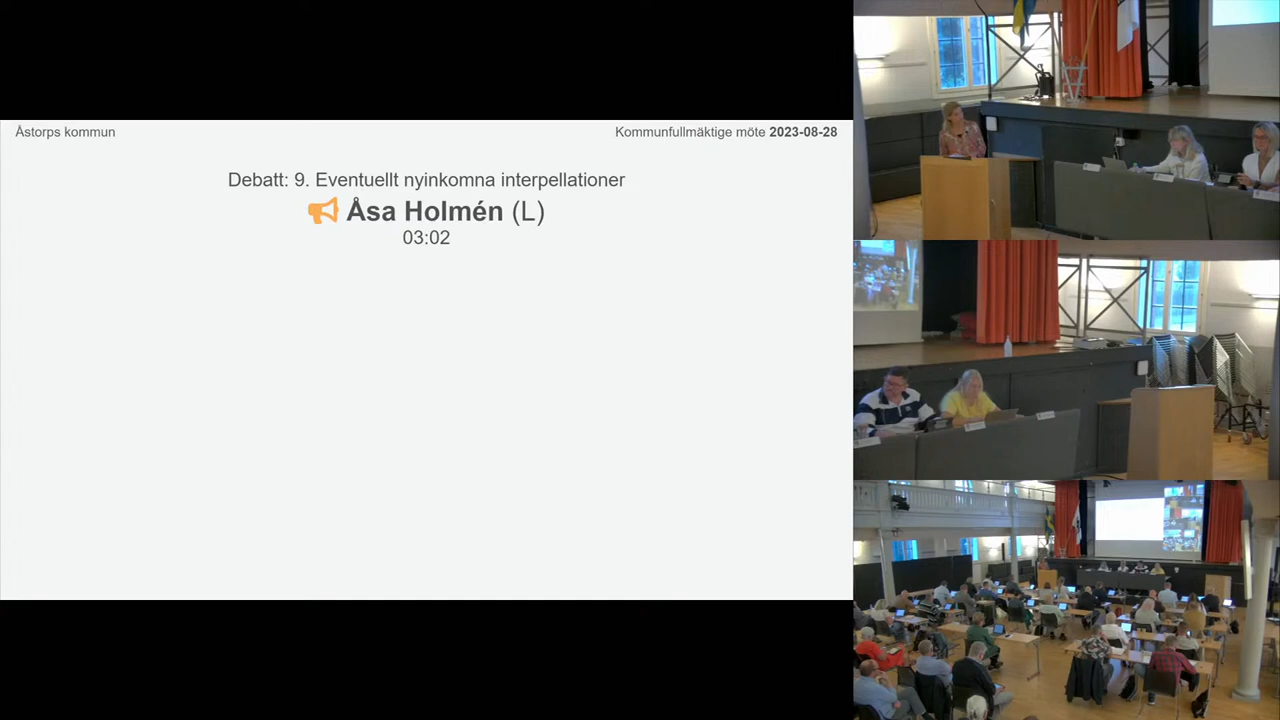 Åstorps kommun
Kommunfullmäktige möte 2023-08-28
Debatt: 9. Eventuellt nyinkomna interpellationer
Åsa Holmén (L)
03:02